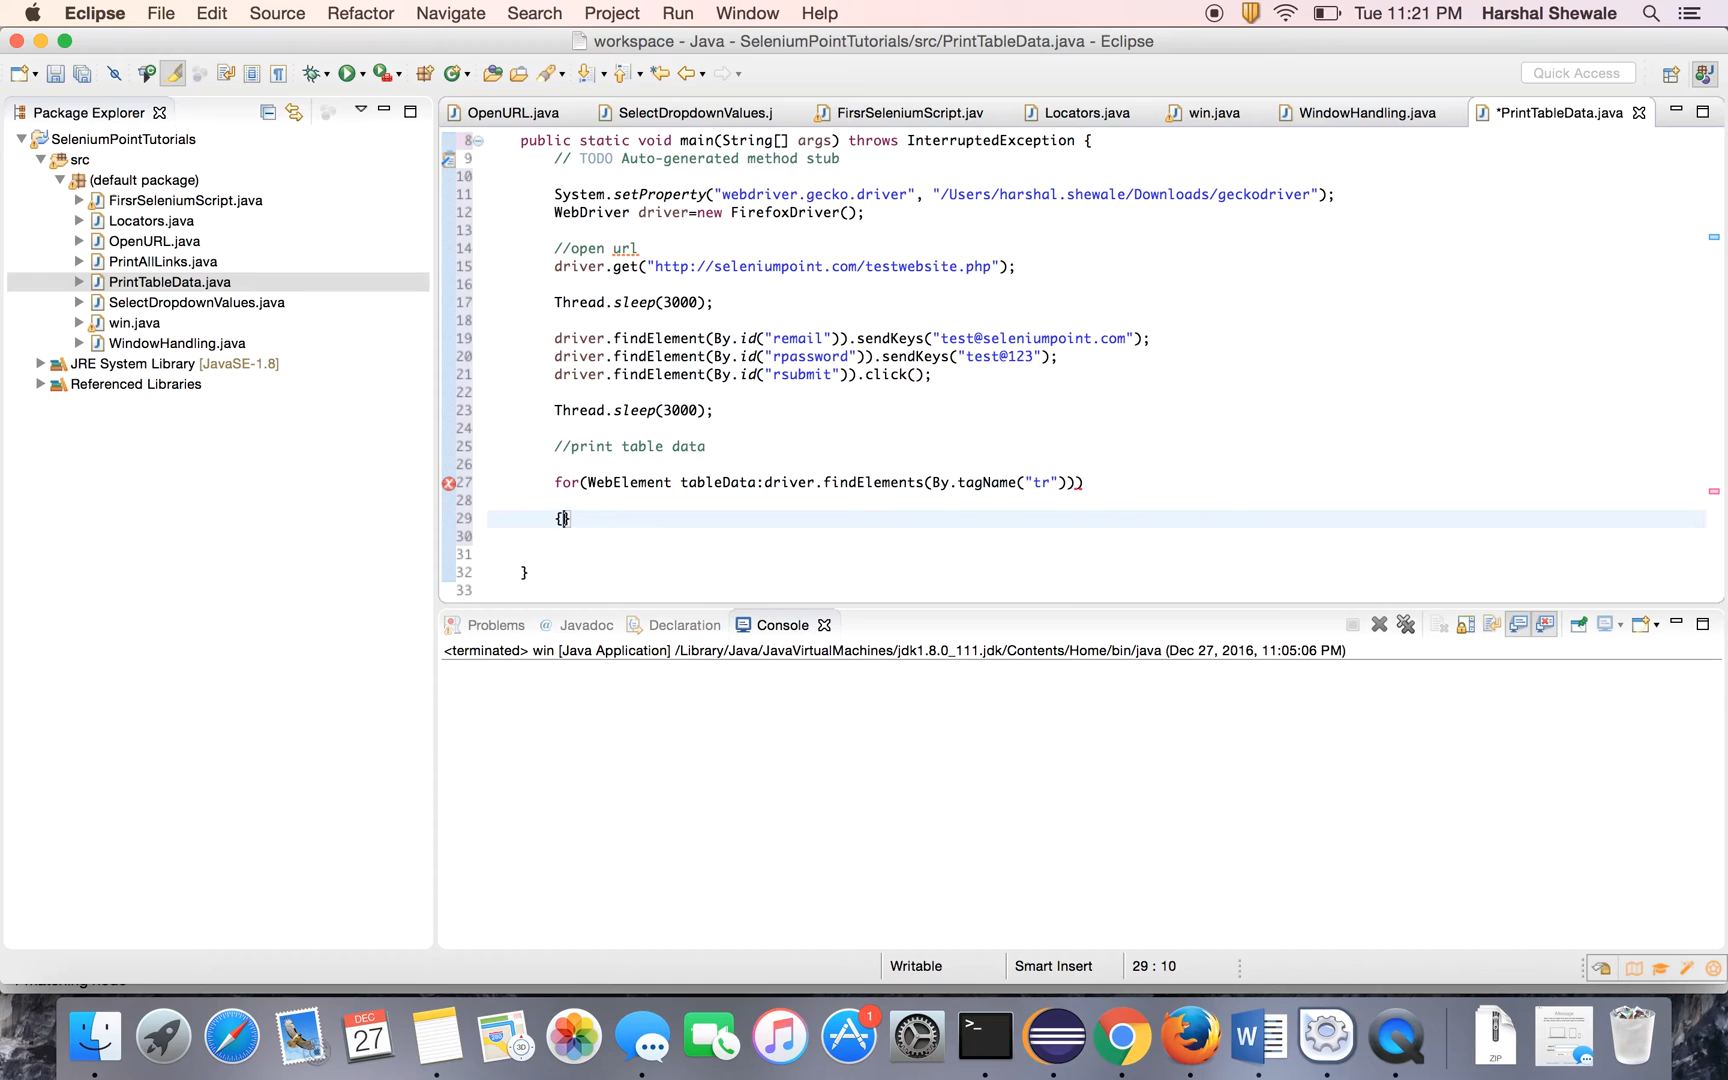 Eclipse File Edit Source Refactor Navigate Search Project Run Window Help Tue 11:21 PM Harshal Shewale
workspace - Java - SeleniumPointTutorials/src/PrintTableData.java - Eclipse
Quick Access
Package Explorer
OpenURL.java SelectDropdownValues.j FirsrSeleniumScript.jav Locators.java win.java WindowHandling.java *PrintTableData.java
SeleniumPointTutorials
src
(default package)
FirsrSeleniumScript.java
Locators.java
OpenURL.java
PrintAllLinks.java
PrintTableData.java
SelectDropdownValues.java
win.java
WindowHandling.java
JRE System Library [JavaSE-1.8]
Referenced Libraries
8 public static void main(String[] args) throws InterruptedException {
9 // TODO Auto-generated method stub
10
11 System.setProperty("webdriver.gecko.driver", "/Users/harshal.shewale/Downloads/geckodriver");
12 WebDriver driver=new FirefoxDriver();
13
14 //open url
15 driver.get("http://seleniumpoint.com/testwebsite.php");
16
17 Thread.sleep(3000);
18
19 driver.findElement(By.id("remail")).sendKeys("test@seleniumpoint.com");
20 driver.findElement(By.id("rpassword")).sendKeys("test@123");
21 driver.findElement(By.id("rsubmit")).click();
22
23 Thread.sleep(3000);
24
25 //print table data
26
27 for(WebElement tableData:driver.findElements(By.tagName("tr")))
28
29 {}
30
31
32 }
33
Problems @ Javadoc Declaration Console
<terminated> win [Java Application] /Library/Java/JavaVirtualMachines/jdk1.8.0_111.jdk/Contents/Home/bin/java (Dec 27, 2016, 11:05:06 PM)
Writable Smart Insert 29 : 10
DEC
27
1
ZIP